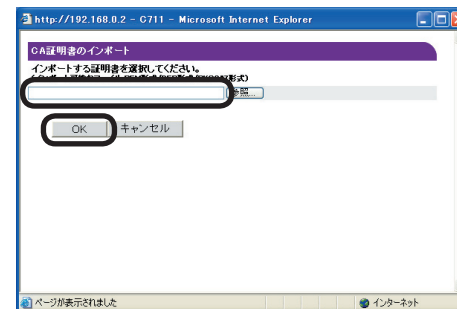 http://192.168.0.2 - C711 - Microsoft Internet Explorer
CA証明書のインポート
インポートする証明書を選択してください。
形式)
参照...
OK キャンセル
ページが表示されました インターネット